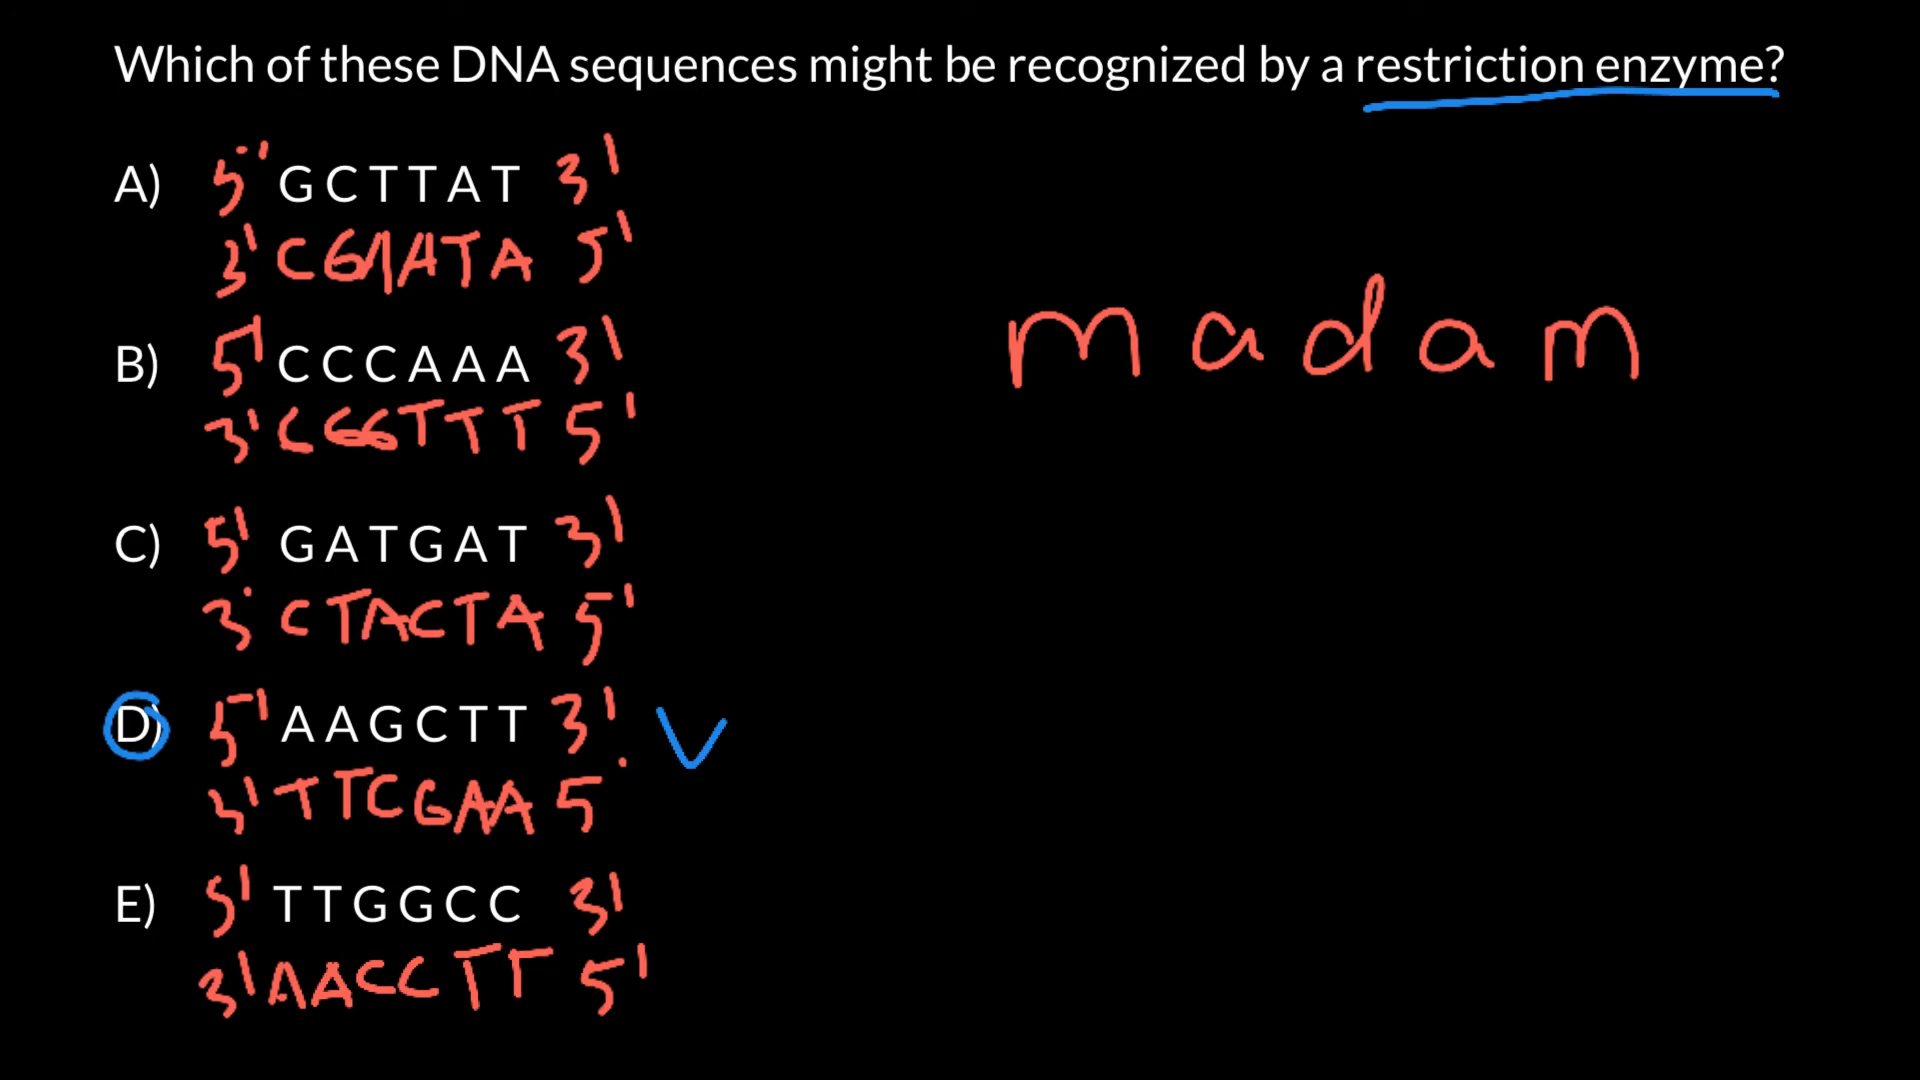 Which of these DNA sequences might be recognized by a restriction enzyme?
A) 5' GCTTAT 3'
3' CGAATA 5'
madam
B) 5' CCCAAA 3'
3' CGGTTT 5'
C) 5' GATGAT 3'
3' CTACTA 5'
D) 5' AAGCTT 3'
3' TTCGAA 5'
E) 5' TTGGCC 3'
3' AACCTT 5'